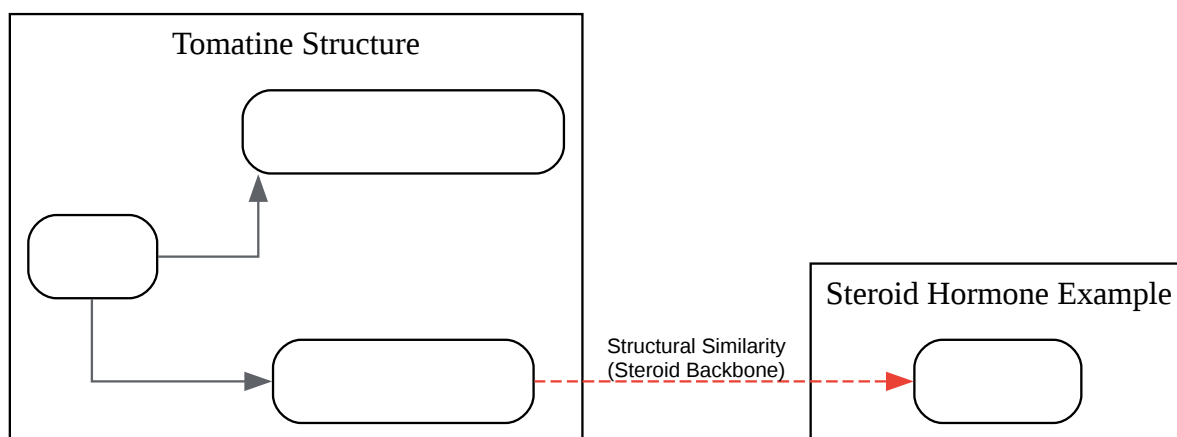 Tomatine Structure
Steroid Hormone Example
Structural Similarity
(Steroid Backbone)